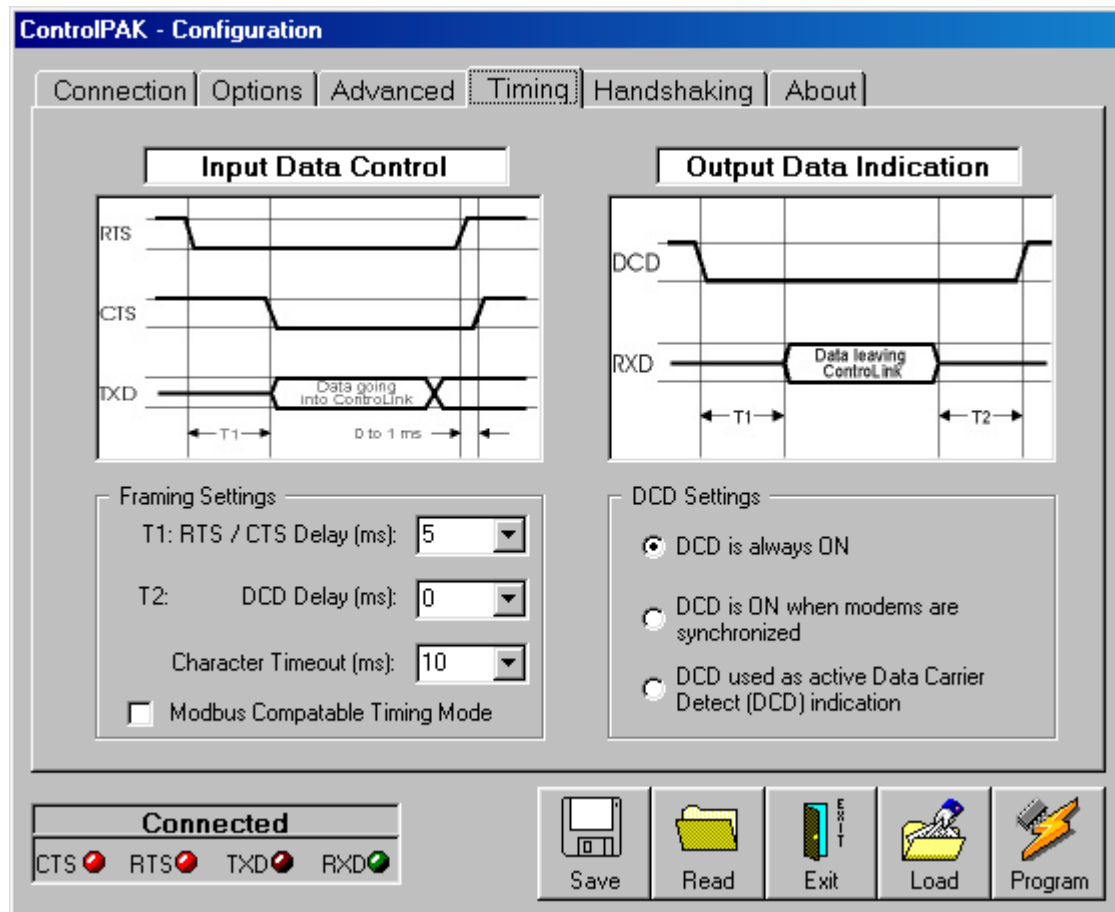 ControlPAK - Configuration
Connection Options Advanced Timing Handshaking About
Input Data Control
RTS
CTS
TXD
Data going
into ControLink
T1
0 to 1 ms
Output Data Indication
DCD
RXD
Data leaving
ControLink
T1
T2
Framing Settings
T1: RTS / CTS Delay (ms): 5
T2: DCD Delay (ms): 0
Character Timeout (ms): 10
Modbus Compatable Timing Mode
DCD Settings
DCD is always ON
DCD is ON when modems are
synchronized
DCD used as active Data Carrier
Detect (DCD) indication
Connected
CTS RTS TXD RXD
Save
Read
EXIT
Exit
Load
Program